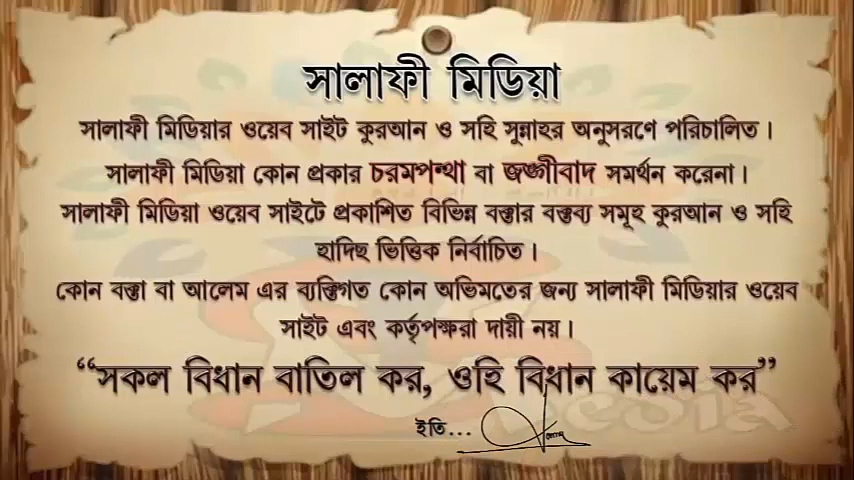 সালাফী মিডিয়া
সালাফী মিডিয়ার ওয়েব সাইট কুরআন ও সহি সুন্নাহর অনুসরণে পরিচালিত।
সালাফী মিডিয়া কোন প্রকার চরমপন্থা বা জঙ্গীবাদ সমর্থন করেনা।
সালাফী মিডিয়া ওয়েব সাইটে প্রকাশিত বিভিন্ন বক্তার বক্তব্য সমূহ কুরআন ও সহি
হাদিছ ভিত্তিক নির্বাচিত।
কোন বক্তা বা আলেম এর ব্যক্তিগত কোন অভিমতের জন্য সালাফী মিডিয়ার ওয়েব
সাইট এবং কর্তৃপক্ষরা দায়ী নয়।
“সকল বিধান বাতিল কর, ওহি বিধান কায়েম কর”
ইতি...